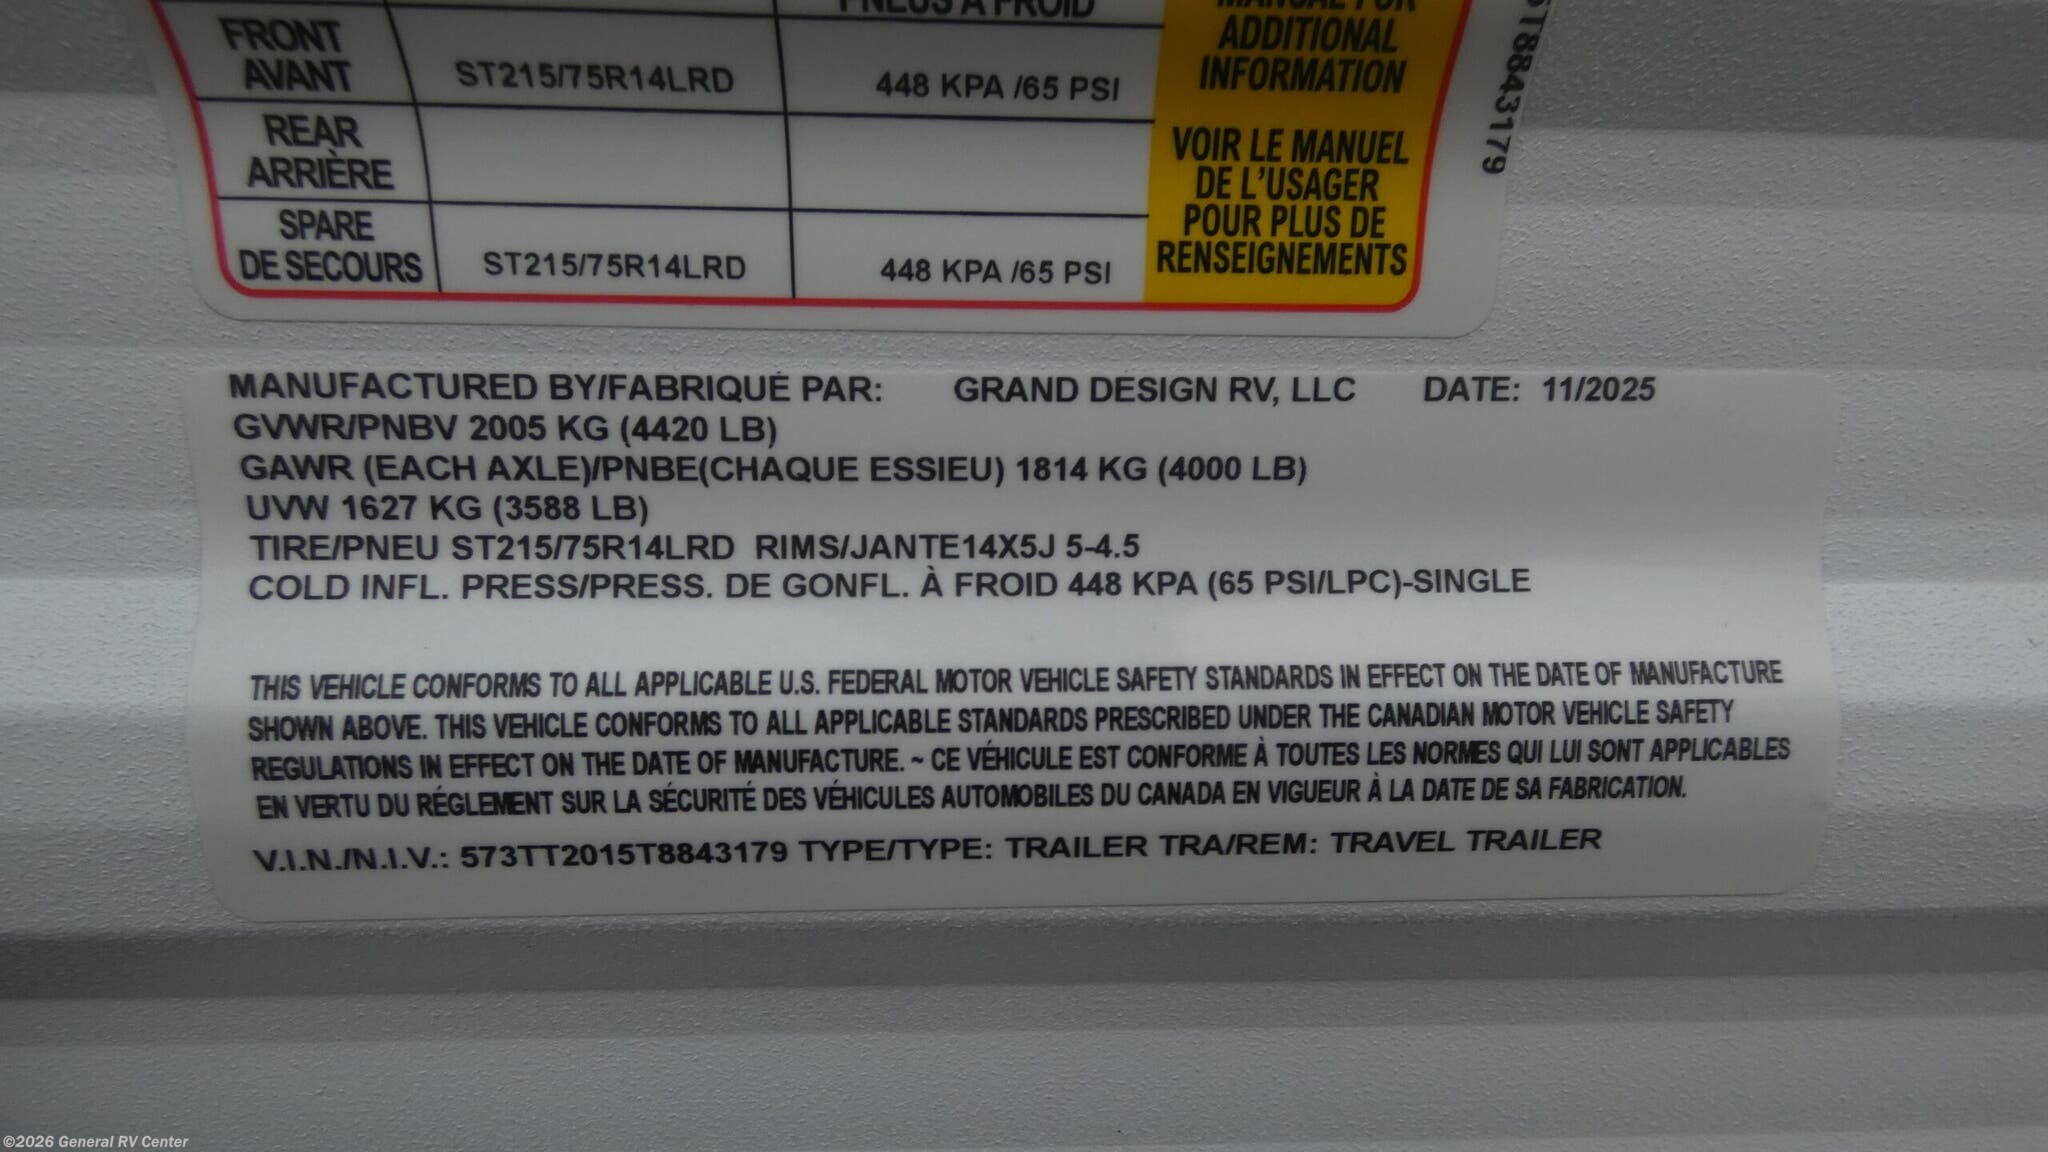 PNEUS À FROID
MANUAL FOR
ADDITIONAL
INFORMATION
FRONT
AVANT
ST215/75R14LRD
448 KPA /65 PSI
REAR
ARRIÈRE
VOIR LE MANUEL
DE L'USAGER
POUR PLUS DE
RENSEIGNEMENTS
SPARE
DE SECOURS
ST215/75R14LRD
448 KPA /65 PSI
5T8843179
MANUFACTURED BY/FABRIQUÉ PAR: GRAND DESIGN RV, LLC DATE: 11/2025
GVWR/PNBV 2005 KG (4420 LB)
GAWR (EACH AXLE)/PNBE(CHAQUE ESSIEU) 1814 KG (4000 LB)
UVW 1627 KG (3588 LB)
TIRE/PNEU ST215/75R14LRD RIMS/JANTE14X5J 5-4.5
COLD INFL. PRESS/PRESS. DE GONFL. À FROID 448 KPA (65 PSI/LPC)-SINGLE
THIS VEHICLE CONFORMS TO ALL APPLICABLE U.S. FEDERAL MOTOR VEHICLE SAFETY STANDARDS IN EFFECT ON THE DATE OF MANUFACTURE
SHOWN ABOVE. THIS VEHICLE CONFORMS TO ALL APPLICABLE STANDARDS PRESCRIBED UNDER THE CANADIAN MOTOR VEHICLE SAFETY
REGULATIONS IN EFFECT ON THE DATE OF MANUFACTURE. ~ CE VÉHICULE EST CONFORME À TOUTES LES NORMES QUI LUI SONT APPLICABLES
EN VERTU DU RÉGLEMENT SUR LA SÉCURITÉ DES VÉHICULES AUTOMOBILES DU CANADA EN VIGUEUR À LA DATE DE SA FABRICATION.
V.I.N./N.I.V.: 573TT2015T8843179 TYPE/TYPE: TRAILER TRA/REM: TRAVEL TRAILER
©2026 General RV Center